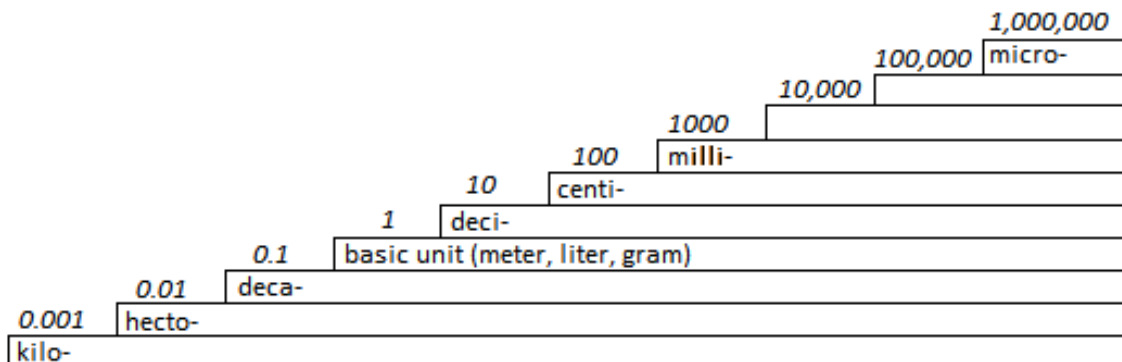 1,000,000
100,000 micro-
10,000
1000
100 milli-
10 centi-
1 deci-
0.1 basic unit (meter, liter, gram)
0.01 deca-
0.001 hecto-
kilo-